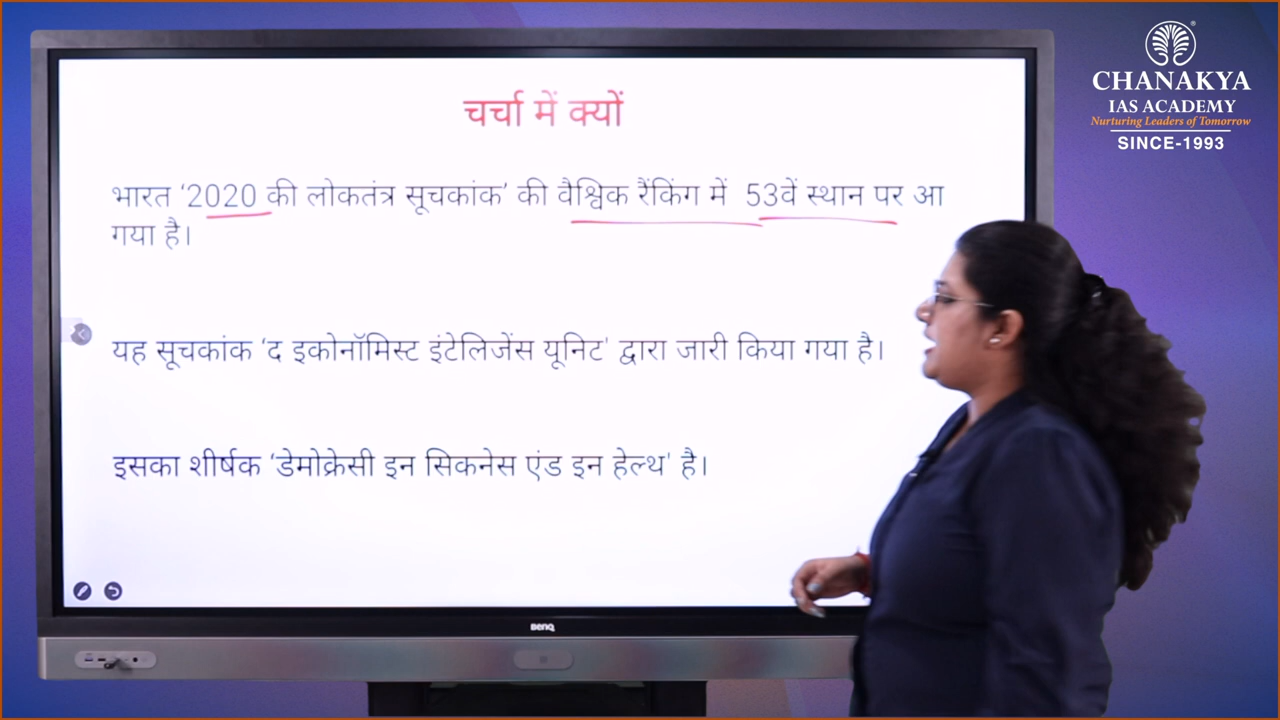 चर्चा में क्यों
भारत ‘2020 की लोकतंत्र सूचकांक’ की वैश्विक रैंकिंग में 53वें स्थान पर आ
गया है।
यह सूचकांक ‘द इकोनॉमिस्ट इंटेलिजेंस यूनिट’ द्वारा जारी किया गया है।
इसका शीर्षक ‘डेमोक्रेसी इन सिकनेस एंड इन हेल्थ’ है।
BenQ
CHANAKYA
IAS ACADEMY
Nurturing Leaders of Tomorrow
SINCE-1993